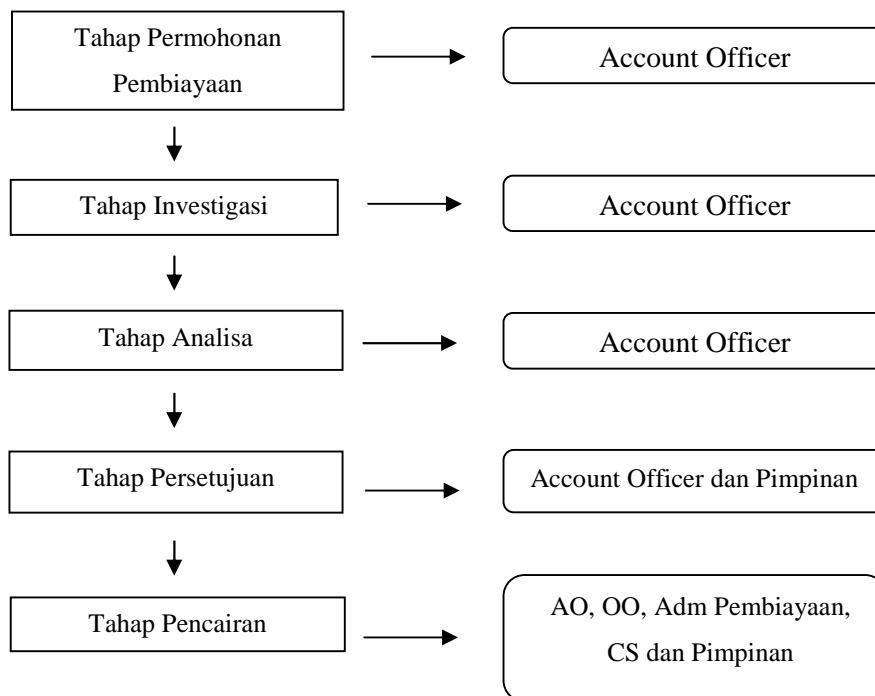 Tahap Permohonan
Pembiayaan
Account Officer
Tahap Investigasi
Account Officer
Tahap Analisa
Account Officer
Tahap Persetujuan
Account Officer dan Pimpinan
Tahap Pencairan
AO, OO, Adm Pembiayaan,
CS dan Pimpinan